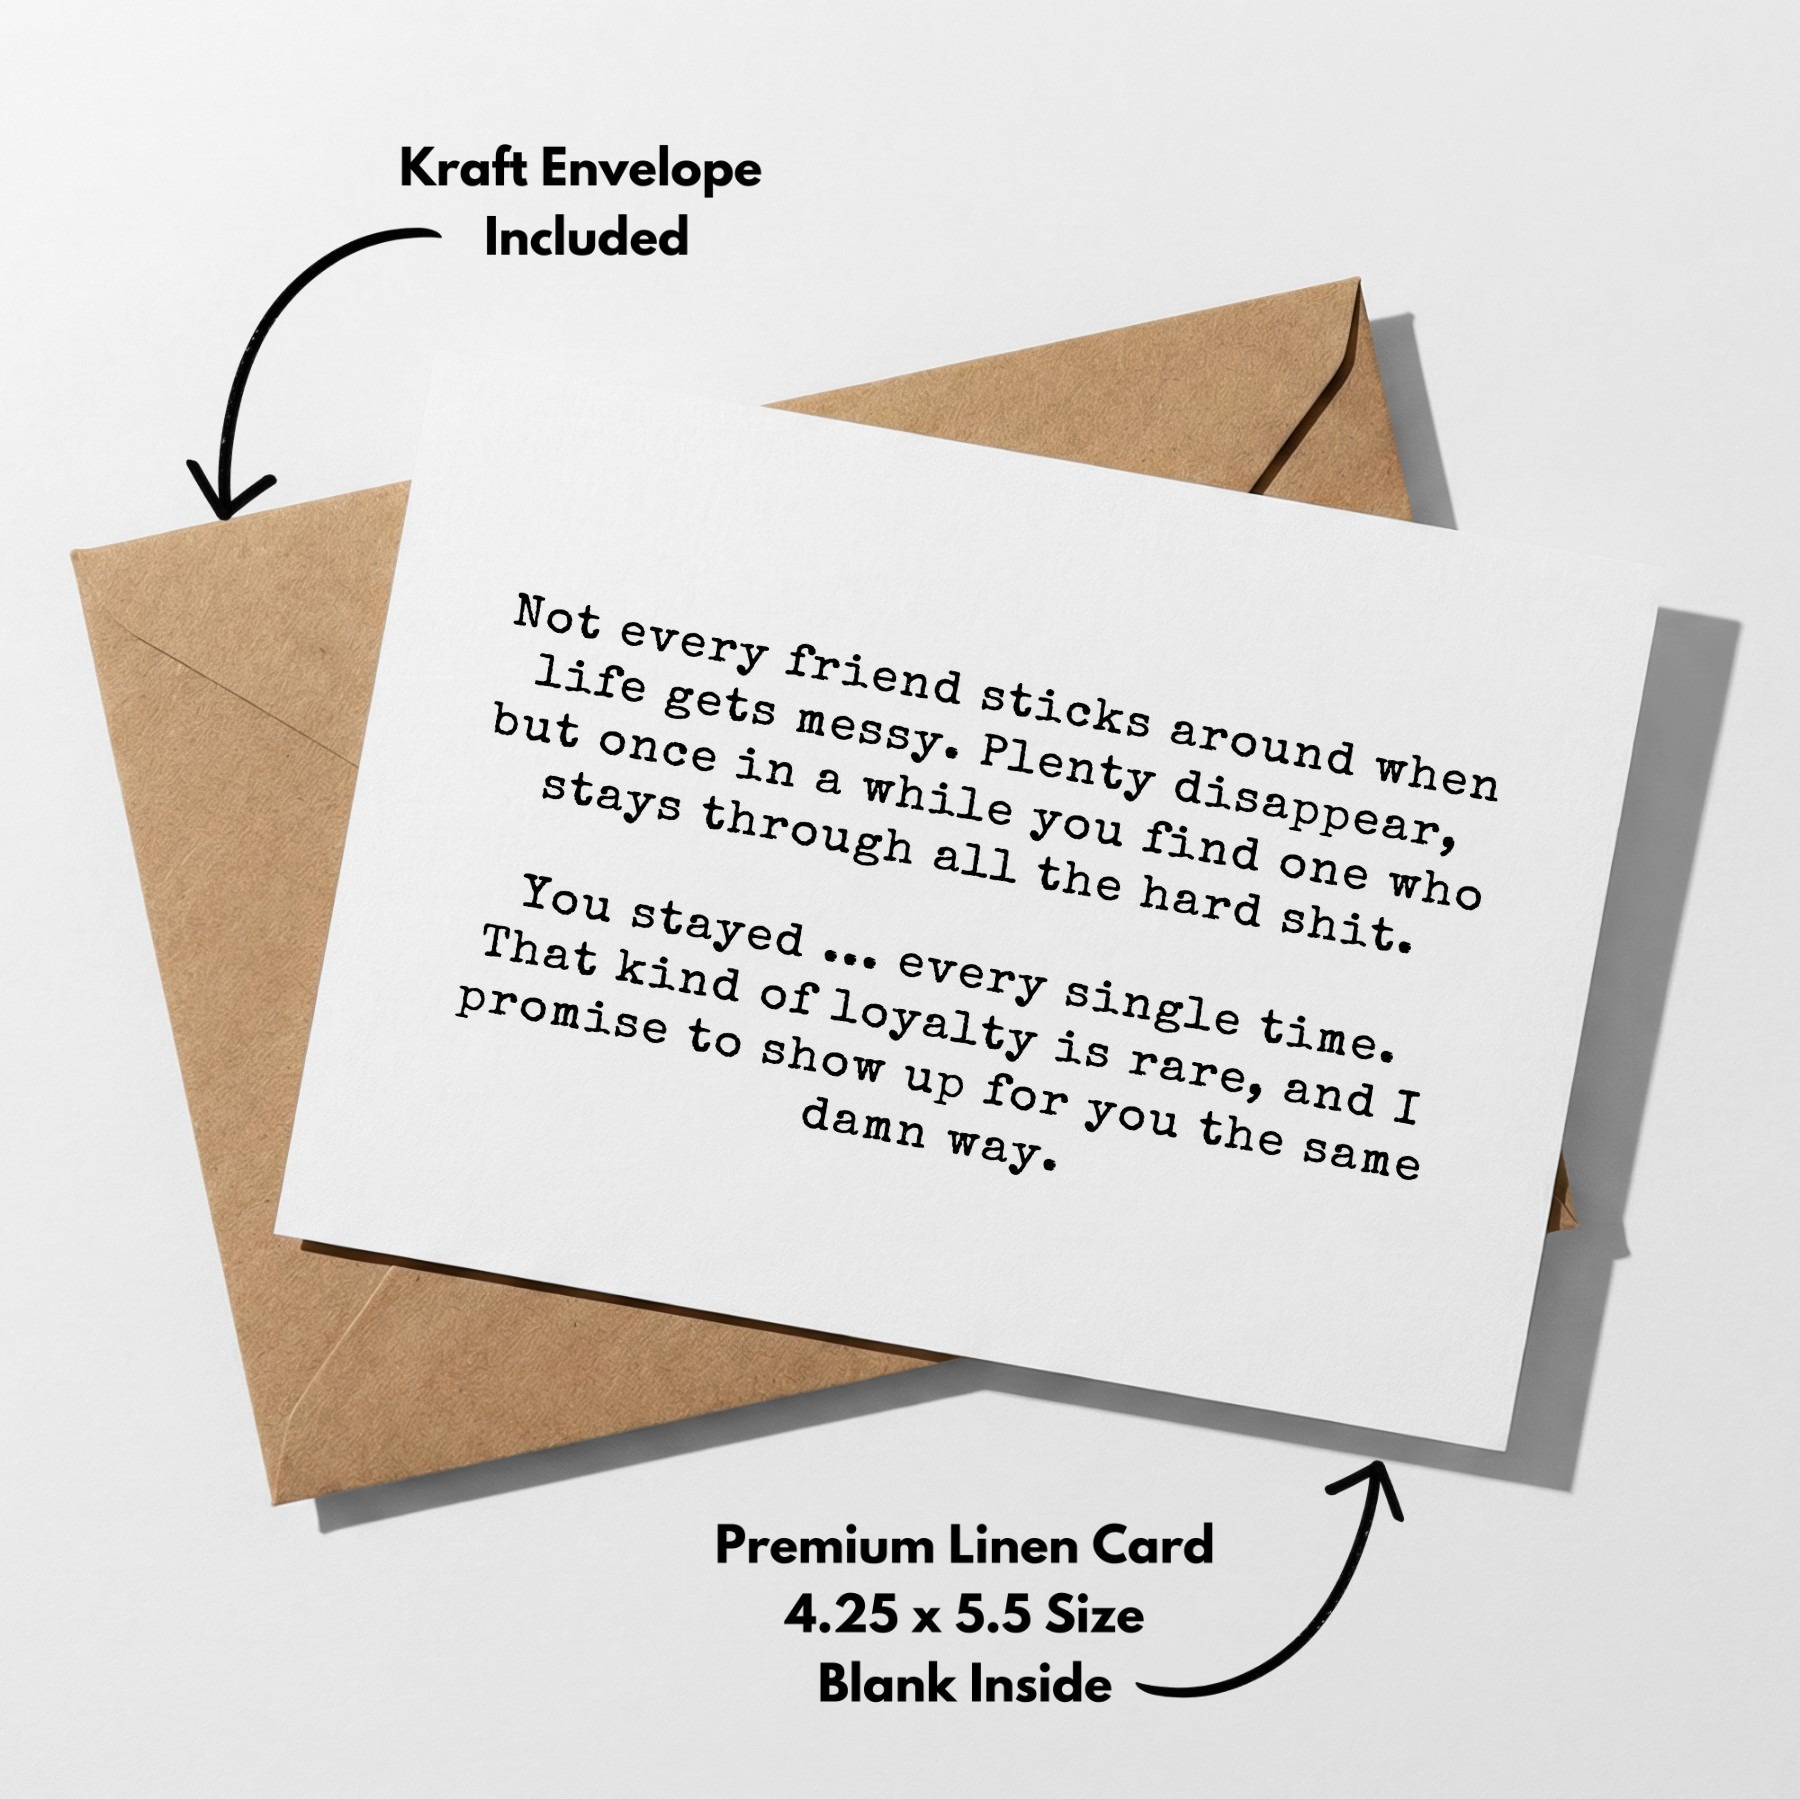 Kraft Envelope
Included
Not every friend sticks around when
life gets messy. Plenty disappear,
but once in a while you find one who
stays through all the hard shit.
You stayed ... every single time.
That kind of loyalty is rare, and I
promise to show up for you the same
damn way.
Premium Linen Card
4.25 x 5.5 Size
Blank Inside